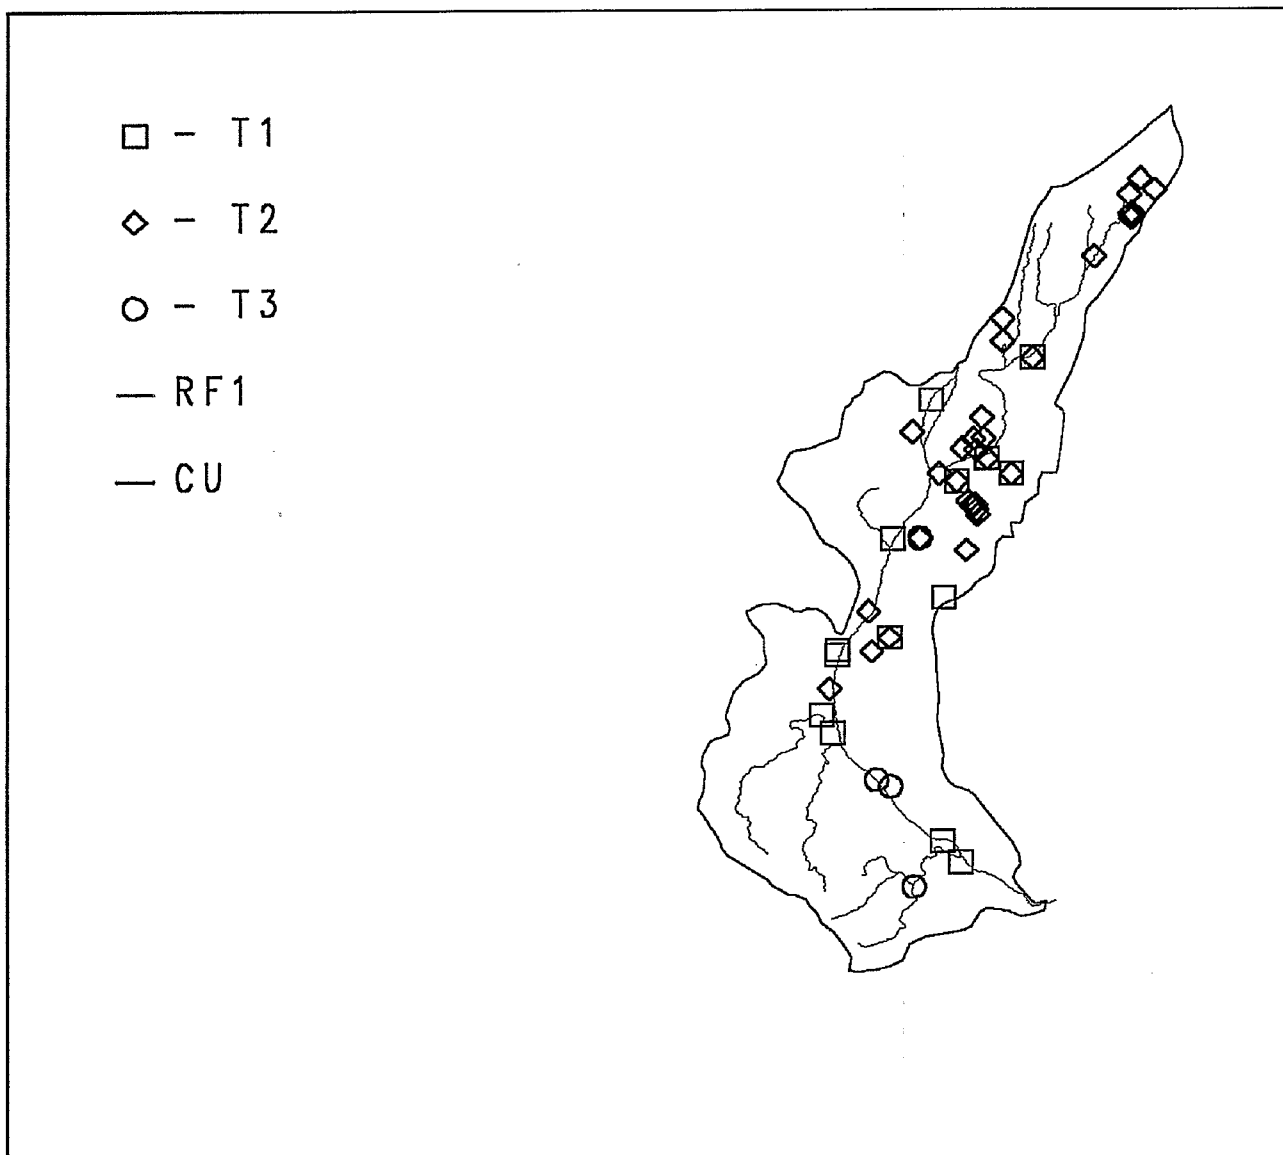 □ - T1
◇ - T2
○ - T3
— RF1
— CU